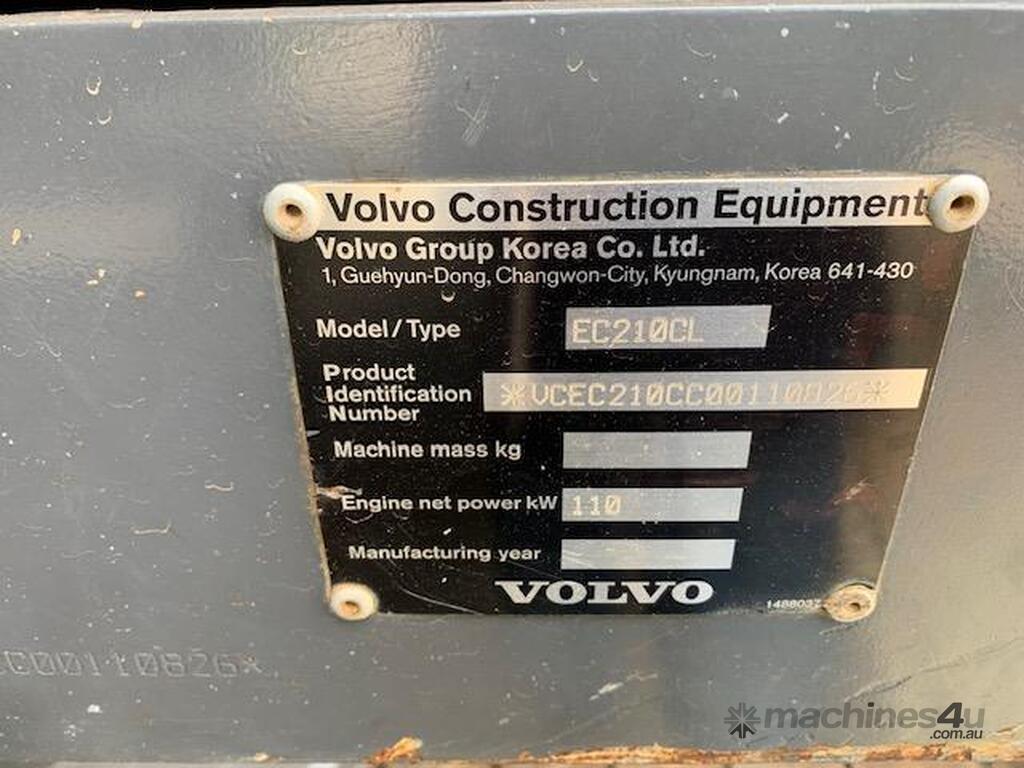 Volvo Construction Equipment
Volvo Group Korea Co. Ltd.
1, Guehyun-Dong, Changwon-City, Kyungnam, Korea 641-430
Model/Type EC210CL
Product Identification Number *VCEC210CC00110826*
Machine mass kg
Engine net power kW 110
Manufacturing year
VOLVO
CC00110826*
machines4u
.com.au